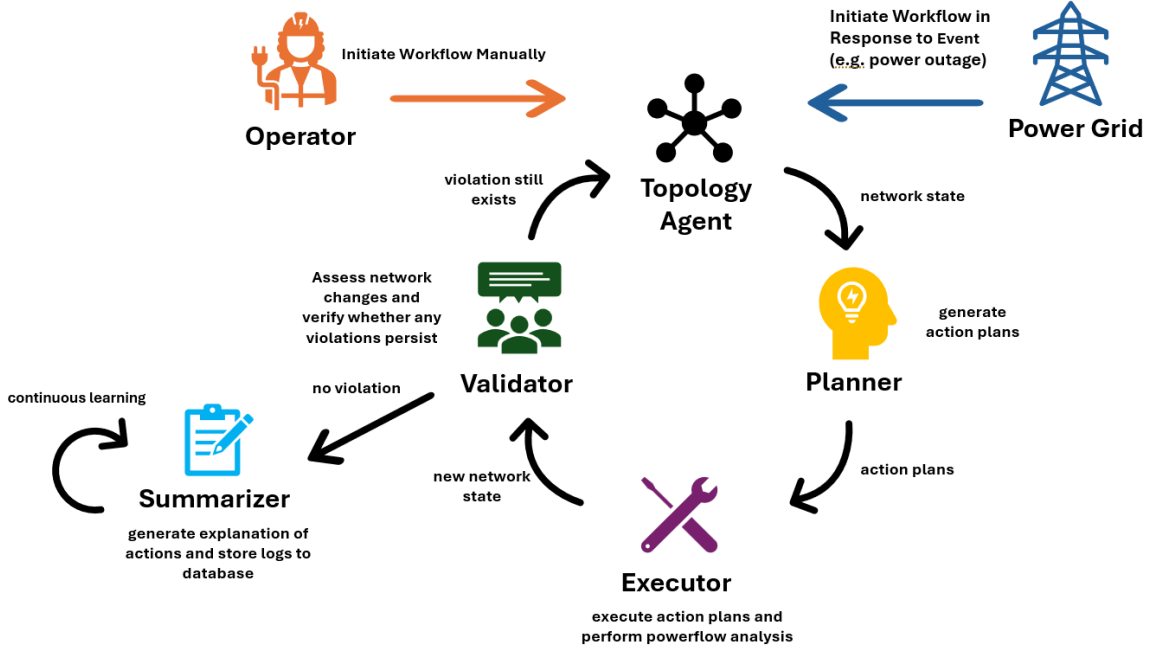 Initiate Workflow Manually
Operator
Initiate Workflow in
Response to Event
(e.g. power outage)
Power Grid
Topology
Agent
violation still
exists
network state
Assess network
changes and
verify whether any
violations persist
Validator
generate
action plans
Planner
no violation
continuous learning
Summarizer
generate explanation of
actions and store logs to
database
new network
state
action plans
Executor
execute action plans and
perform powerflow analysis